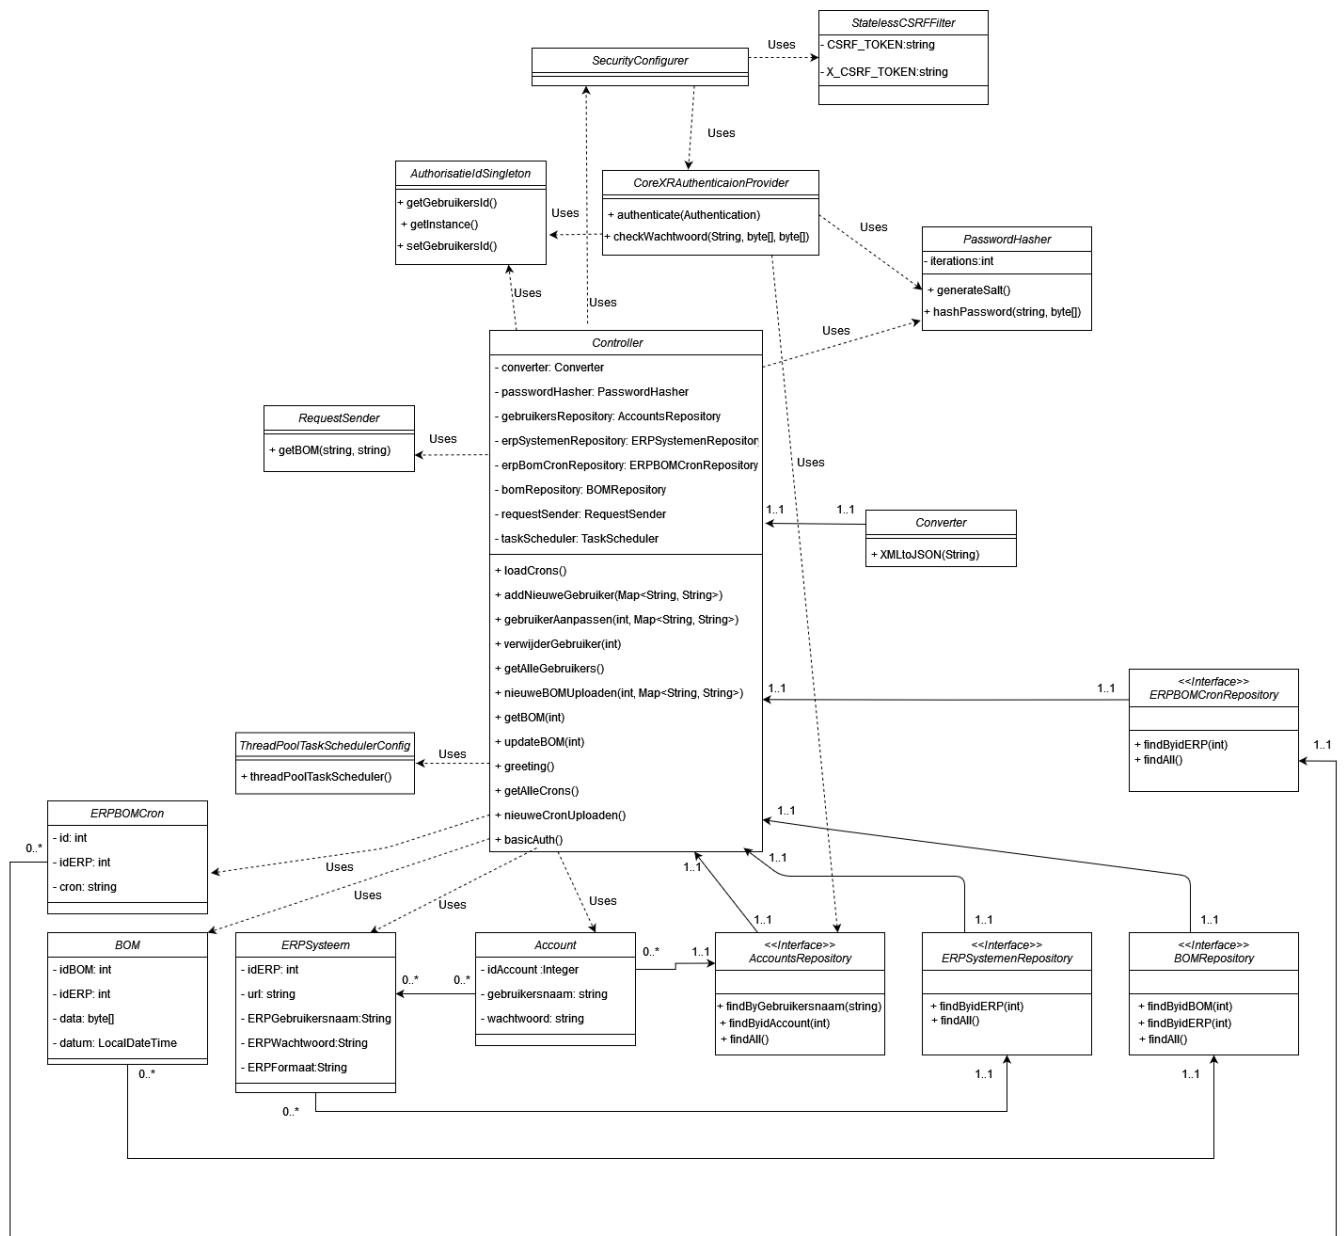 StatelessCSRFFilter
- CSRF_TOKEN:string
- X_CSRF_TOKEN:string
Uses
SecurityConfigurer
Uses
AuthorisatieIdSingleton
+ getGebruikersId()
+ getInstance()
+ setGebruikersId()
Uses
CoreXRAuthenticaionProvider
+ authenticate(Authentication)
+ checkWachtwoord(String, byte[], byte[])
Uses
PasswordHasher
- iterations:int
+ generateSalt()
+ hashPassword(string, byte[])
Uses
Uses
Uses
Controller
- converter: Converter
- passwordHasher: PasswordHasher
- gebruikersRepository: AccountsRepository
- erpSystemenRepository: ERPSystemenRepository
- erpBomCronRepository: ERPBOMCronRepository
- bomRepository: BOMRepository
- requestSender: RequestSender
- taskScheduler: TaskScheduler
+ loadCrons()
+ addNieuweGebruiker(Map<String, String>)
+ gebruikerAanpassen(int, Map<String, String>)
+ verwijderGebruiker(int)
+ getAlleGebruikers()
+ nieuweBOMUploaden(int, Map<String, String>)
+ getBOM(int)
+ updateBOM(int)
+ greeting()
+ getAlleCrons()
+ nieuweCronUploaden()
+ basicAuth()
RequestSender
+ getBOM(string, string)
Uses
Uses
1..1
1..1
Converter
+ XMLtoJSON(String)
1..1
1..1
<<Interface>>
ERPBOMCronRepository
+ findByidERP(int)
+ findAll()
1..1
ThreadPoolTaskSchedulerConfig
+ threadPoolTaskScheduler()
Uses
ERPBOMCron
- id: int
- idERP: int
- cron: string
0..*
Uses
Uses
Uses
Uses
1..1
1..1
1..1
1..1
1..1
1..1
BOM
- idBOM: int
- idERP: int
- data: byte[]
- datum: LocalDateTime
ERPSysteem
- idERP: int
- url: string
- ERPGebruikersnaam:String
- ERPWachtwoord:String
- ERPFormaat:String
0..*
0..*
Account
- idAccount :Integer
- gebruikersnaam: string
- wachtwoord: string
0..*
1..1
<<Interface>>
AccountsRepository
+ findByGebruikersnaam(string)
+ findByidAccount(int)
+ findAll()
<<Interface>>
ERPSystemenRepository
+ findByidERP(int)
+ findAll()
<<Interface>>
BOMRepository
+ findByidBOM(int)
+ findByidERP(int)
+ findAll()
0..*
0..*
1..1
1..1